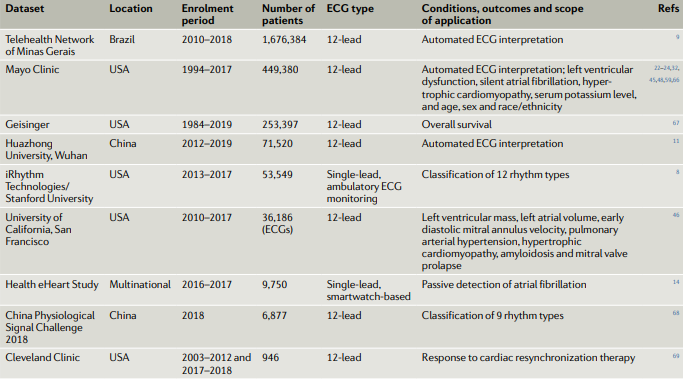 Dataset Location Enrolment period Number of patients ECG type Conditions, outcomes and scope of application Refs
Telehealth Network of Minas Gerais Brazil 2010–2018 1,676,384 12-lead Automated ECG interpretation 9
Mayo Clinic USA 1994–2017 449,380 12-lead Automated ECG interpretation; left ventricular 22–24,32,
dysfunction, silent atrial fibrillation, hyper- 45,48,59,66
trophic cardiomyopathy, serum potassium level,
and age, sex and race/ethnicity
Geisinger USA 1984–2019 253,397 12-lead Overall survival 67
Huazhong University, Wuhan China 2012–2019 71,520 12-lead Automated ECG interpretation 11
iRhythm Technologies/ Stanford University USA 2013–2017 53,549 Single-lead, ambulatory ECG monitoring Classification of 12 rhythm types 8
University of California, San Francisco USA 2010–2017 36,186 (ECGs) 12-lead Left ventricular mass, left atrial volume, early 46
diastolic mitral annulus velocity, pulmonary
arterial hypertension, hypertrophic
cardiomyopathy, amyloidosis and mitral valve
prolapse
Health eHeart Study Multinational 2016–2017 9,750 Single-lead, smartwatch-based Passive detection of atrial fibrillation 14
China Physiological Signal Challenge 2018 China 2018 6,877 12-lead Classification of 9 rhythm types 68
Cleveland Clinic USA 2003–2012 and 2017–2018 946 12-lead Response to cardiac resynchronization therapy 69